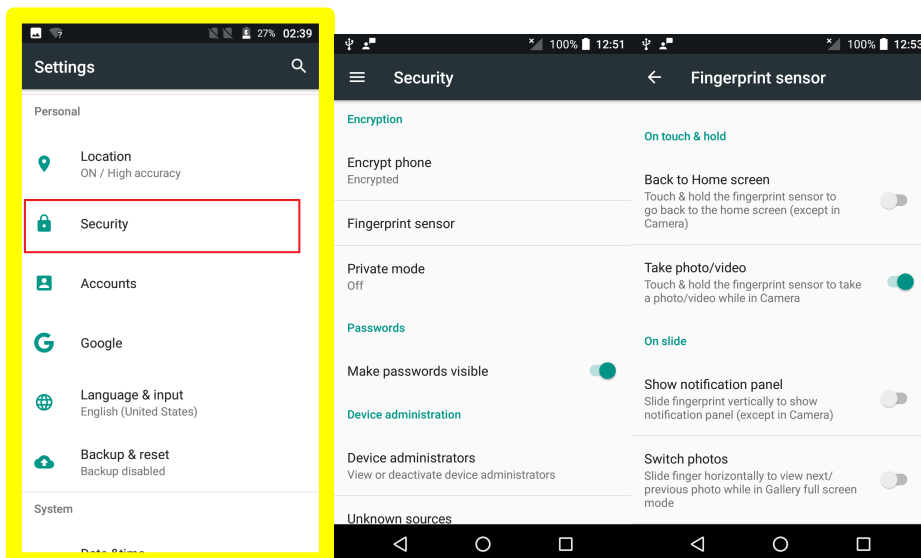 27% 02:39
Settings
Personal
Location
ON / High accuracy
Security
Accounts
Google
Language & input
English (United States)
Backup & reset
Backup disabled
System
Date &time
100% 12:51
Security
Encryption
Encrypt phone
Encrypted
Fingerprint sensor
Private mode
Off
Passwords
Make passwords visible
Device administration
Device administrators
View or deactivate device administrators
Unknown sources
100% 12:53
Fingerprint sensor
On touch & hold
Back to Home screen
Touch & hold the fingerprint sensor to
go back to the home screen (except in
Camera)
Take photo/video
Touch & hold the fingerprint sensor to take
a photo/video while in Camera
On slide
Show notification panel
Slide fingerprint vertically to show
notification panel (except in Camera)
Switch photos
Slide finger horizontally to view next/
previous photo while in Gallery full screen
mode